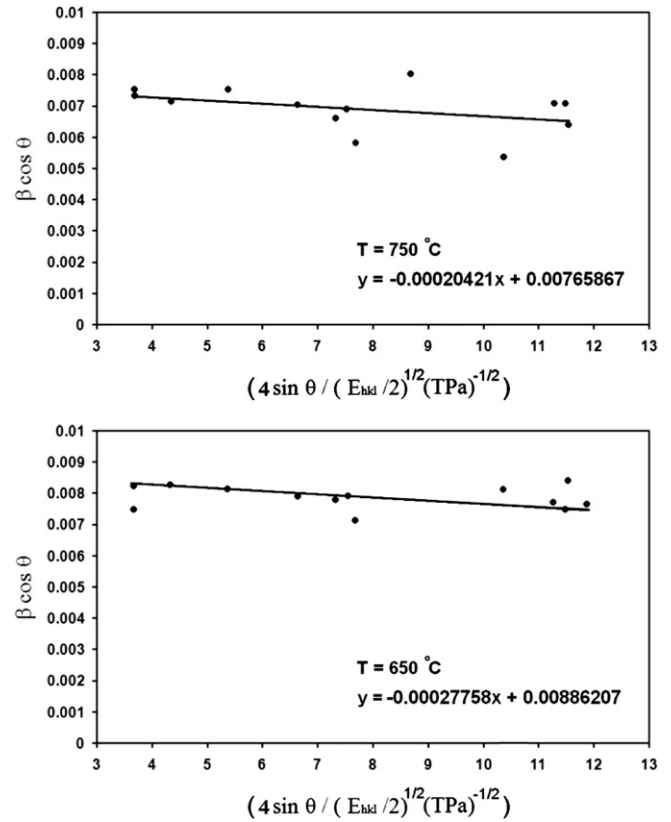 0.01
0.009
0.008
0.007
0.006
0.005
0.004
0.003
0.002
0.001
0
β cos θ
T = 750 °C
y = -0.00020421x + 0.00765867
3 4 5 6 7 8 9 10 11 12 13
(4 sin θ / ( E_hkl /2)^1/2 (TPa)^-1/2)
0.01
0.009
0.008
0.007
0.006
0.005
0.004
0.003
0.002
0.001
0
β cos θ
T = 650 °C
y = -0.00027758x + 0.00886207
3 4 5 6 7 8 9 10 11 12 13
(4 sin θ / ( E_hkl /2)^1/2 (TPa)^-1/2)